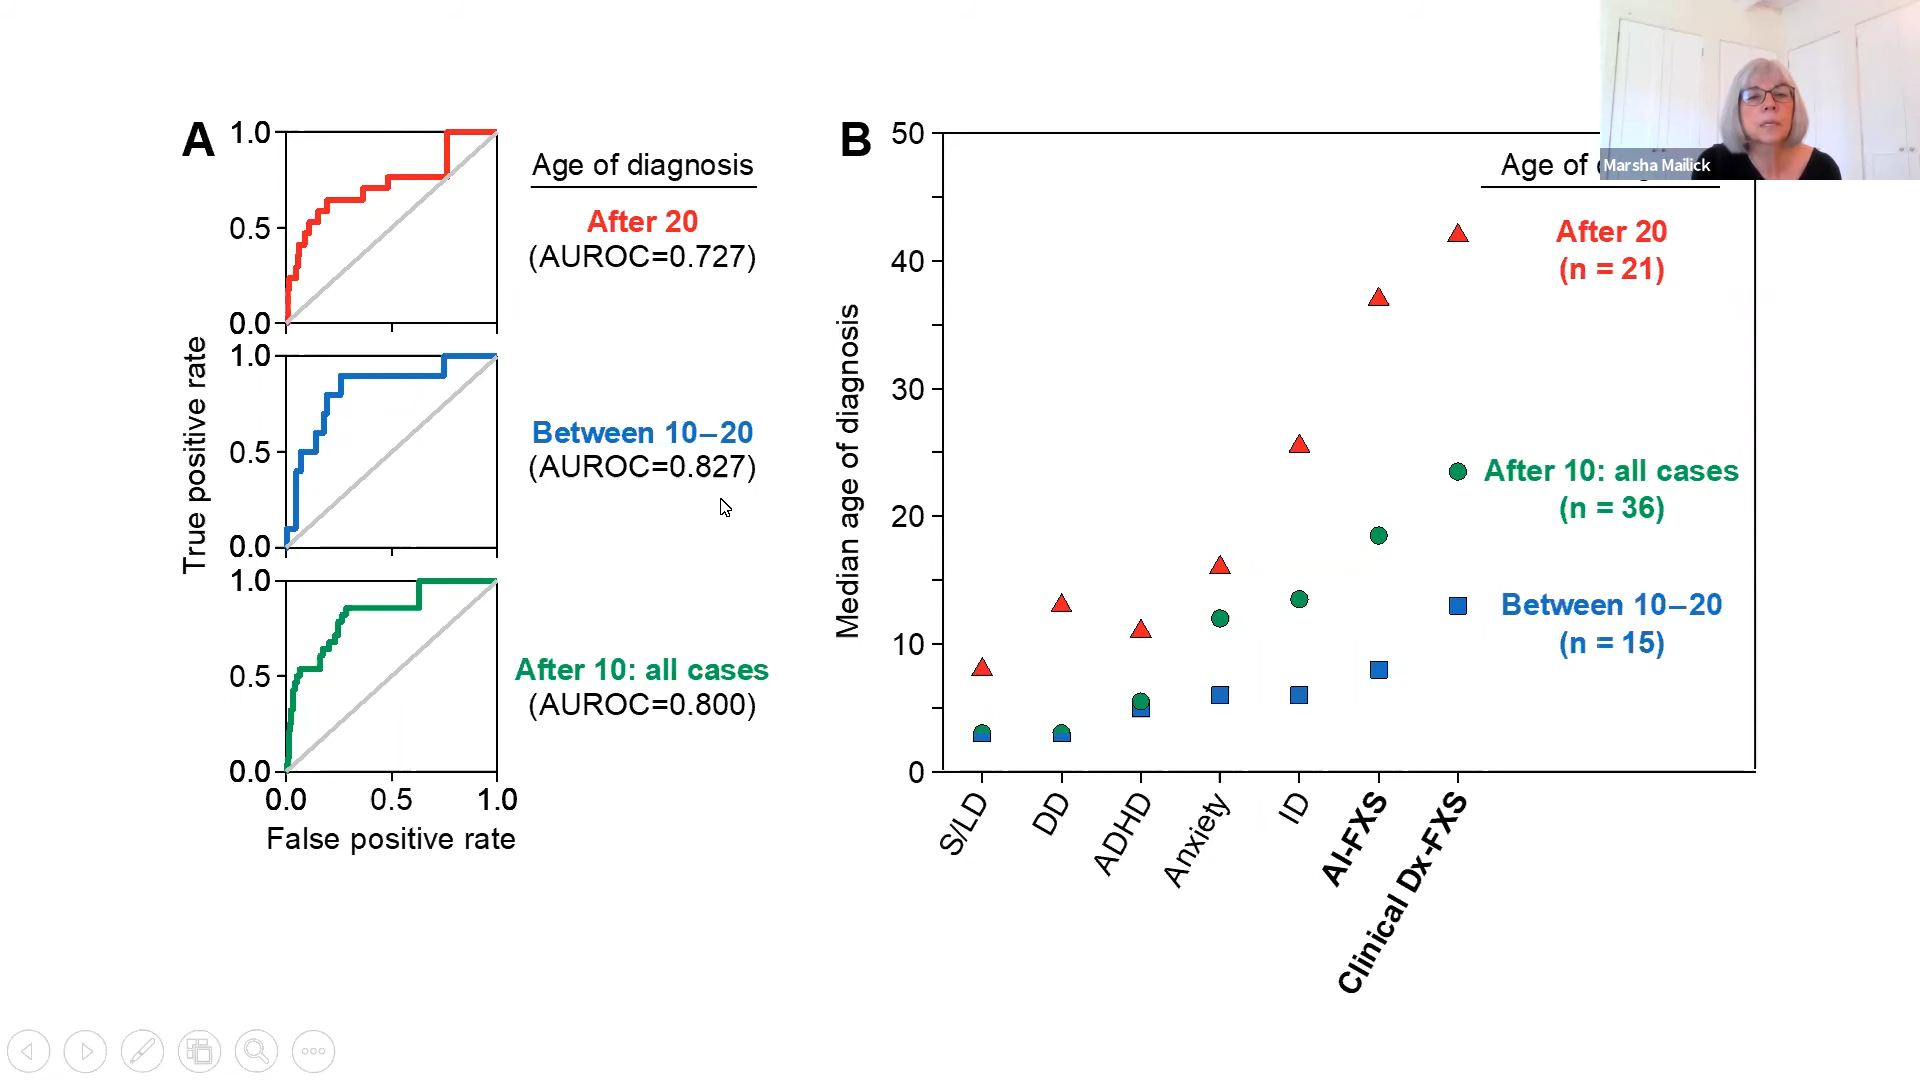 A
1.0
0.5
0.0
1.0
0.5
0.0
1.0
0.5
0.0
0.0 0.5 1.0
True positive rate
False positive rate
Age of diagnosis
After 20
(AUROC=0.727)
Between 10–20
(AUROC=0.827)
After 10: all cases
(AUROC=0.800)
B
50
40
30
20
10
0
Median age of diagnosis
S/LD
DD
ADHD
Anxiety
ID
AI-FXS
Clinical Dx-FXS
Age of
After 20
(n = 21)
After 10: all cases
(n = 36)
Between 10–20
(n = 15)
Marsha Mailick